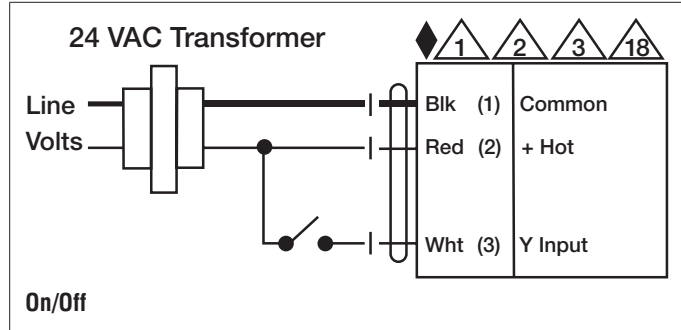 24 VAC Transformer
1 2 3 18
Line
Volts
Blk (1) Common
Red (2) + Hot
Wht (3) Y Input
On/Off